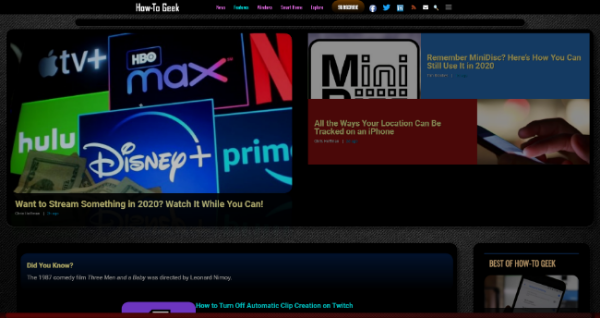 How-To Geek
News
Features
Windows
Smart Home
Explore
SUBSCRIBE
tv+
HBO
max
N
hulu
Disney+
prime
Want to Stream Something in 2020? Watch It While You Can!
Mini
Remember MiniDisc? Here's How You Can
Still Use It in 2020
All the Ways Your Location Can Be
Tracked on an iPhone
Did You Know?
The 1987 comedy film Three Men and a Baby was directed by Leonard Nimoy.
BEST OF HOW-TO GEEK
How to Turn Off Automatic Clip Creation on Twitch